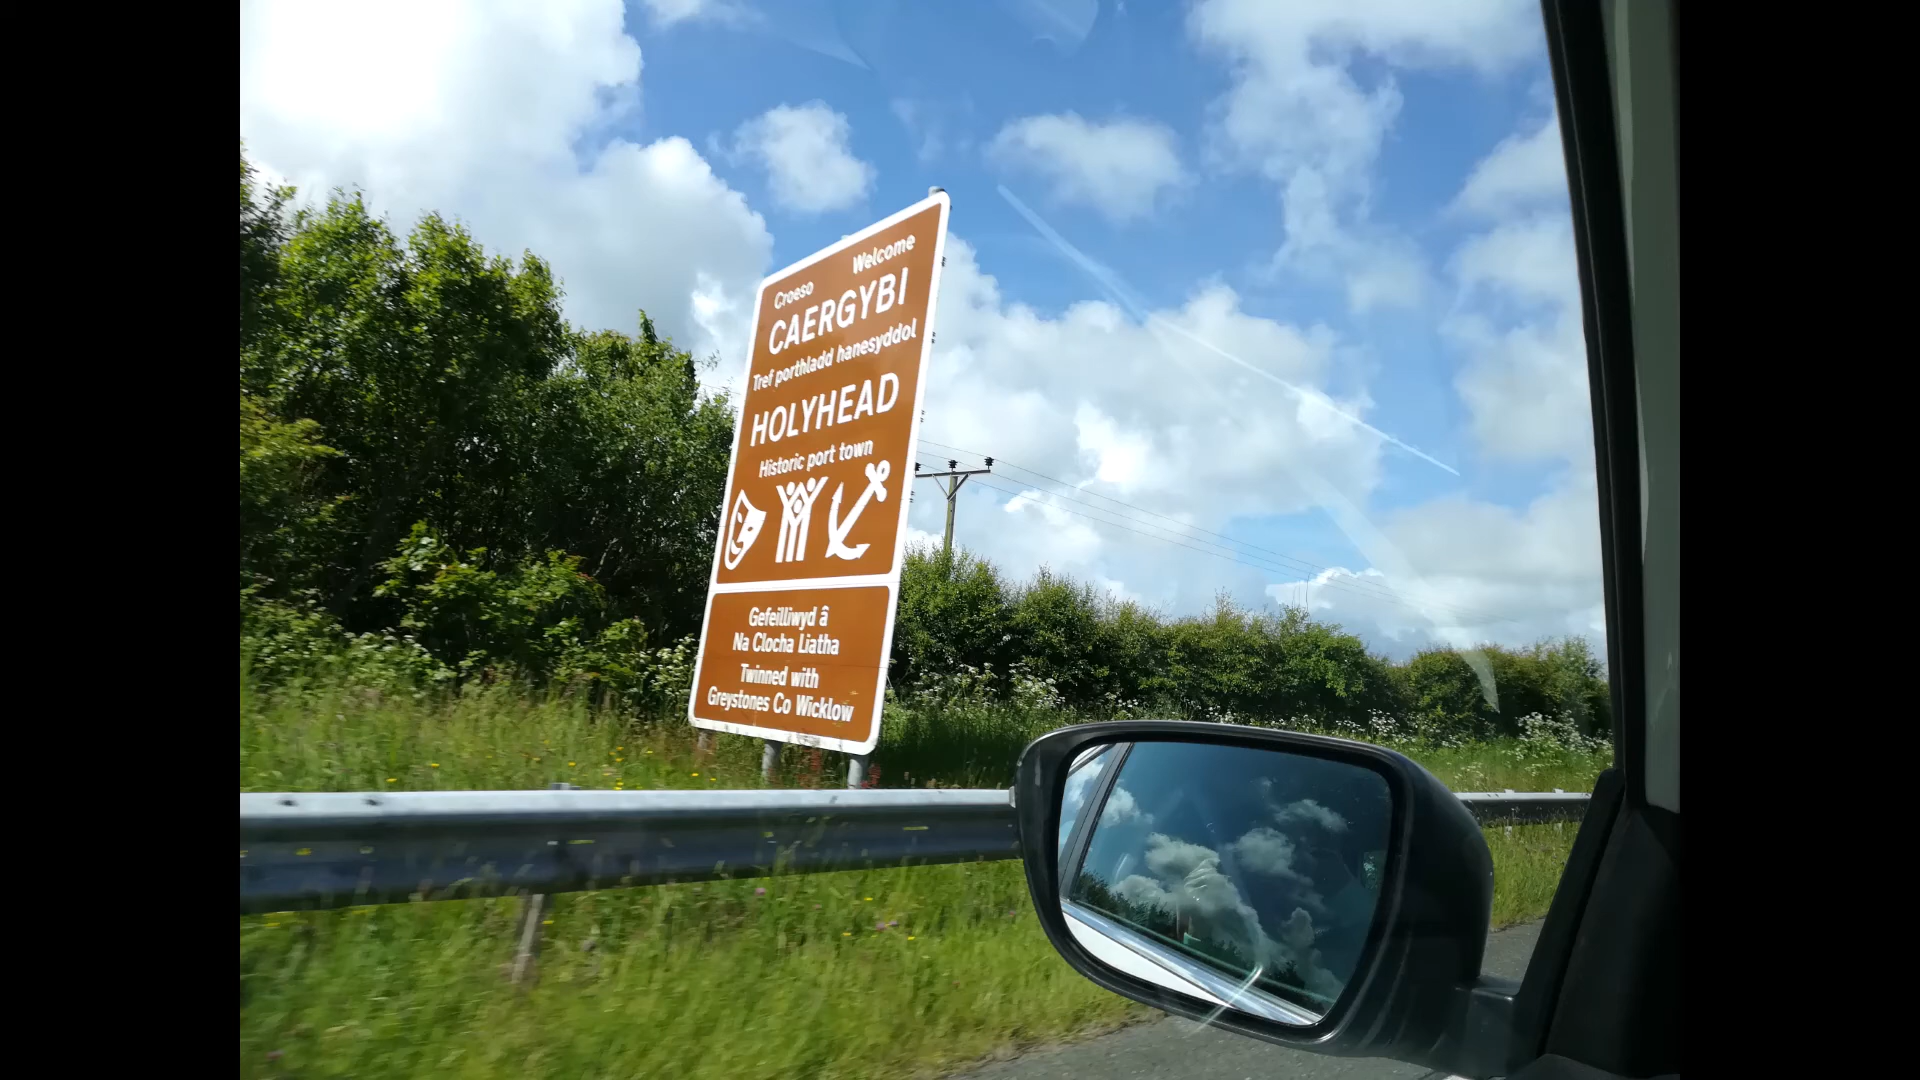 Croeso Welcome
CAERGYBI
Tref porthladd hanesyddol
HOLYHEAD
Historic port town
Gefeilliwyd â
Na Clocha Liatha
Twinned with
Greystones Co Wicklow